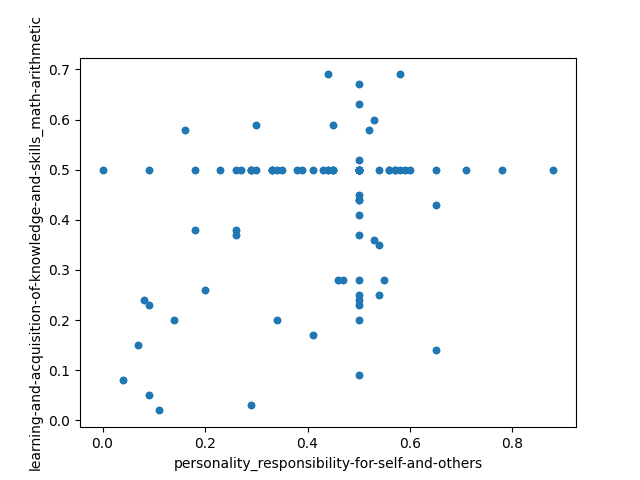 learning-and-acquisition-of-knowledge-and-skills_math-arithmetic
0.7
0.6
0.5
0.4
0.3
0.2
0.1
0.0
0.0 0.2 0.4 0.6 0.8
personality_responsibility-for-self-and-others